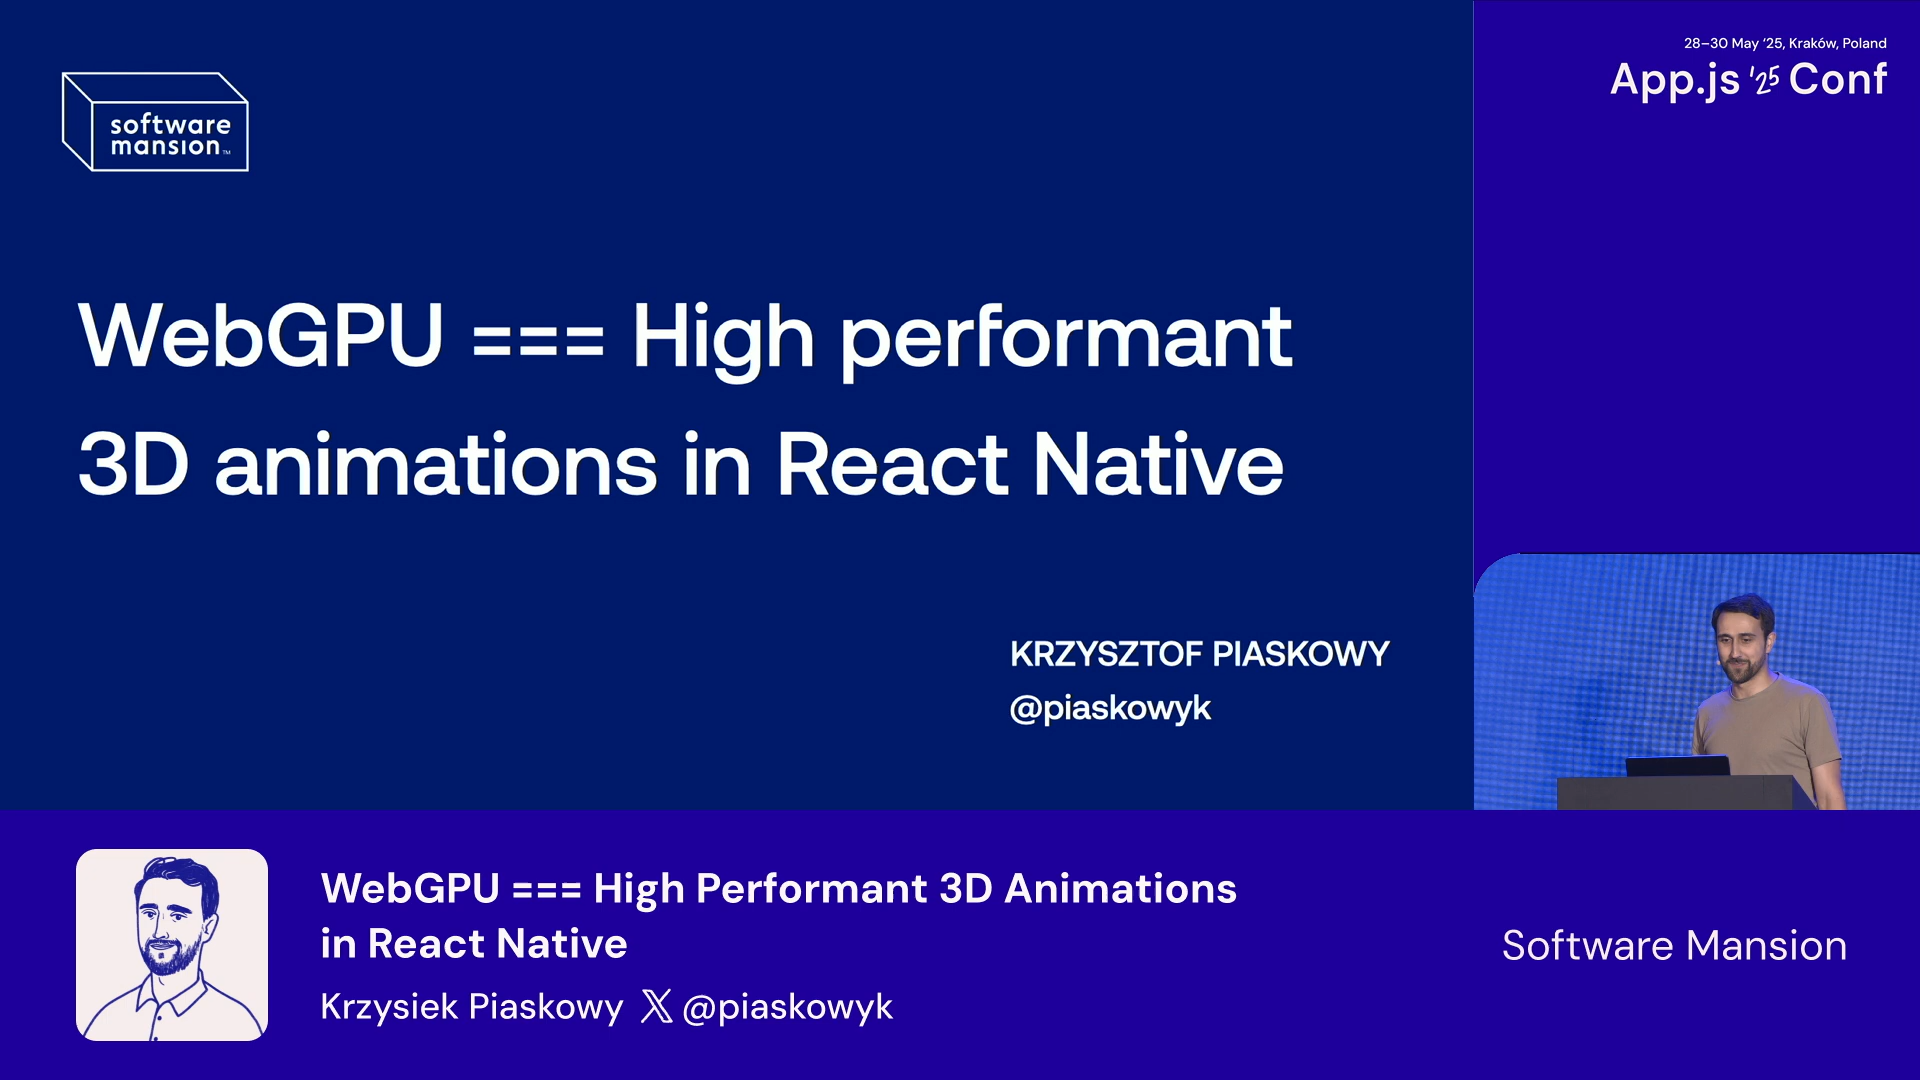 software
mansion™
WebGPU === High performant
3D animations in React Native
KRZYSZTOF PIASKOWY
@piaskowyk
28–30 May ‘25, Kraków, Poland
App.js '25 Conf
WebGPU === High Performant 3D Animations
in React Native
Krzysiek Piaskowy 𝕏 @piaskowyk
Software Mansion